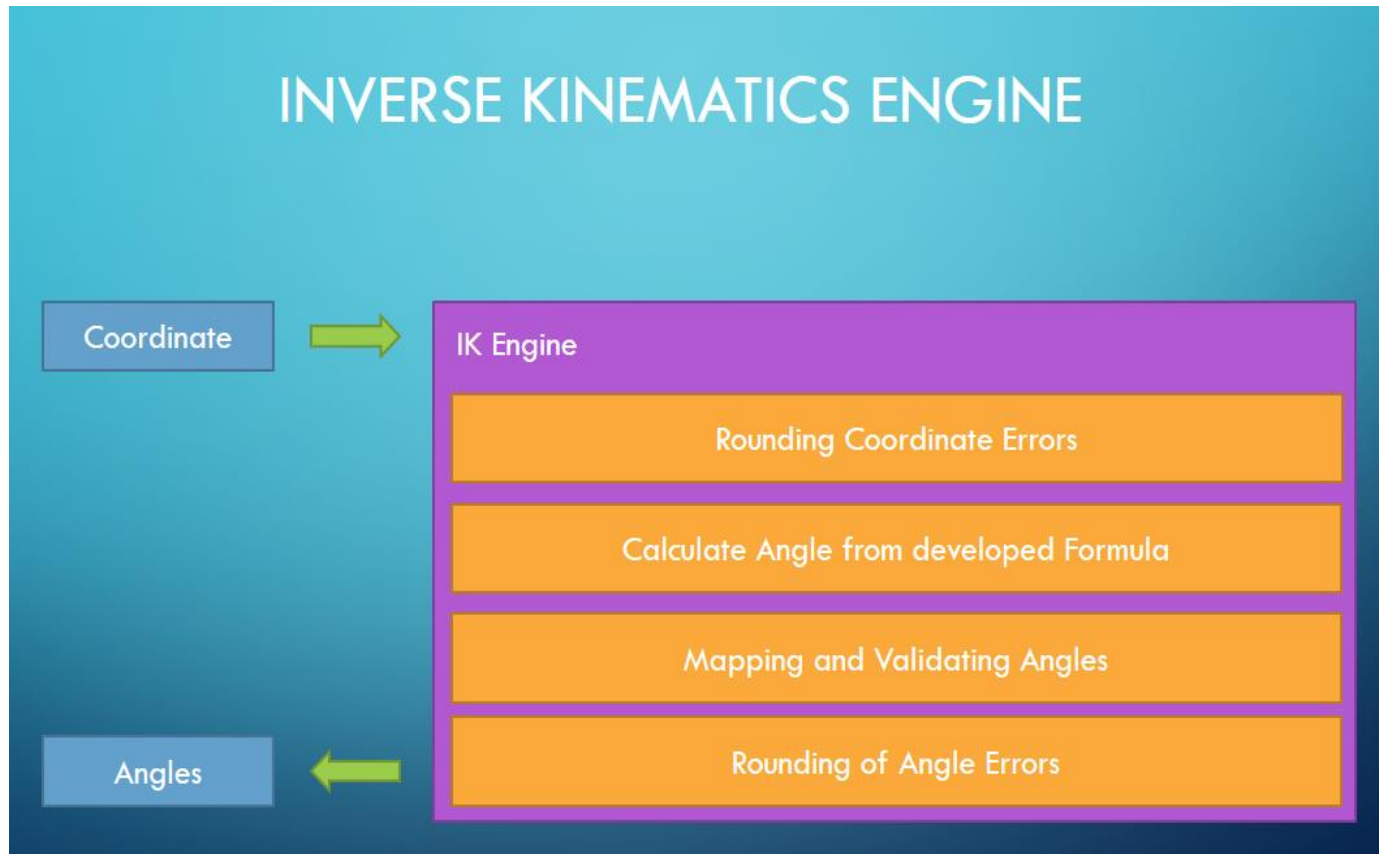 INVERSE KINEMATICS ENGINE
Coordinate
IK Engine
Rounding Coordinate Errors
Calculate Angle from developed Formula
Mapping and Validating Angles
Rounding of Angle Errors
Angles